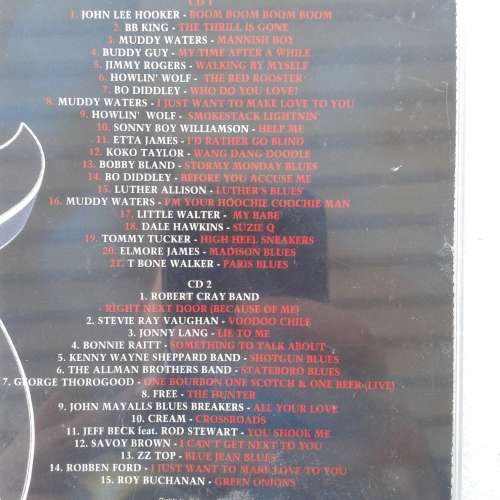 CD 1
1. JOHN LEE HOOKER - BOOM BOOM BOOM BOOM
2. BB KING - THE THRILL IS GONE
3. MUDDY WATERS - MANNISH BOY
4. BUDDY GUY - MY TIME AFTER A WHILE
5. JIMMY ROGERS - WALKING BY MYSELF
6. HOWLIN' WOLF - THE RED ROOSTER
7. BO DIDDLEY - WHO DO YOU LOVE?
8. MUDDY WATERS - I JUST WANT TO MAKE LOVE TO YOU
9. HOWLIN' WOLF - SMOKESTACK LIGHTNIN'
10. SONNY BOY WILLIAMSON - HELP ME
11. ETTA JAMES - I'D RATHER GO BLIND
12. KOKO TAYLOR - WANG DANG DOODLE
13. BOBBY BLAND - STORMY MONDAY BLUES
14. BO DIDDLEY - BEFORE YOU ACCUSE ME
15. LUTHER ALLISON - LUTHER'S BLUES
16. MUDDY WATERS - I'M YOUR HOOCHIE COOCHIE MAN
17. LITTLE WALTER - MY BABE
18. DALE HAWKINS - SUZIE Q
19. TOMMY TUCKER - HIGH HEEL SNEAKERS
20. ELMORE JAMES - MADISON BLUES
21. T BONE WALKER - PARIS BLUES
CD 2
1. ROBERT CRAY BAND
- RIGHT NEXT DOOR (BECAUSE OF ME)
2. STEVIE RAY VAUGHAN - VOODOO CHILE
3. JONNY LANG - LIE TO ME
4. BONNIE RAITT - SOMETHING TO TALK ABOUT
5. KENNY WAYNE SHEPPARD BAND - SHOTGUN BLUES
6. THE ALLMAN BROTHERS BAND - STATEBORO BLUES
7. GEORGE THOROGOOD - ONE BOURBON ONE SCOTCH & ONE BEER (LIVE)
8. FREE - THE HUNTER
9. JOHN MAYALLS BLUES BREAKERS - ALL YOUR LOVE
10. CREAM - CROSSROADS
11. JEFF BECK feat. ROD STEWART - YOU SHOOK ME
12. SAVOY BROWN - I CAN'T GET NEXT TO YOU
13. ZZ TOP - BLUE JEAN BLUES
14. ROBBEN FORD - I JUST WANT TO MAKE LOVE TO YOU
15. ROY BUCHANAN - GREEN ONIONS